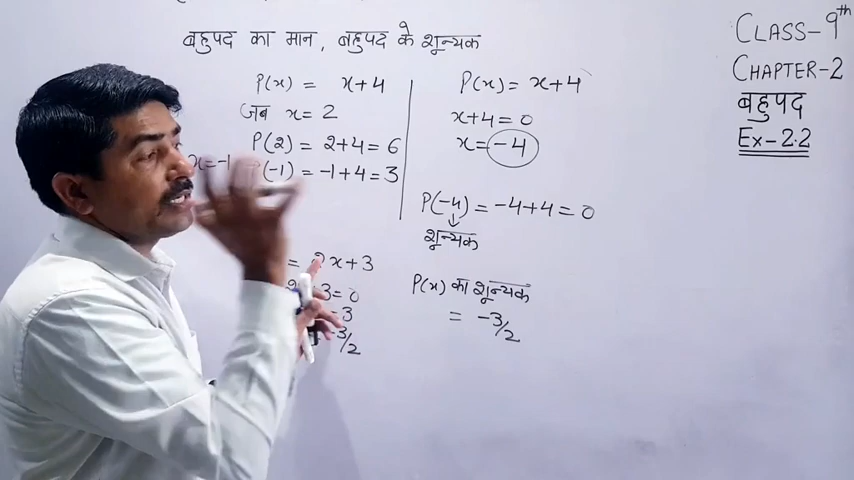 बहुपद का मान, बहुपद के शून्यक
P(x) = x+4
जब x= 2
P(2) = 2+4=6
x=-1 (-1) = -1+4=3
= 2x+3
3=0
-3
-3/2
P(x) = x+4
x+4=0
x= -4
P(-4) = -4+4=0
शून्यक
P(x) का शून्यक
= -3/2
CLASS-9th
CHAPTER-2
बहुपद
Ex-2.2